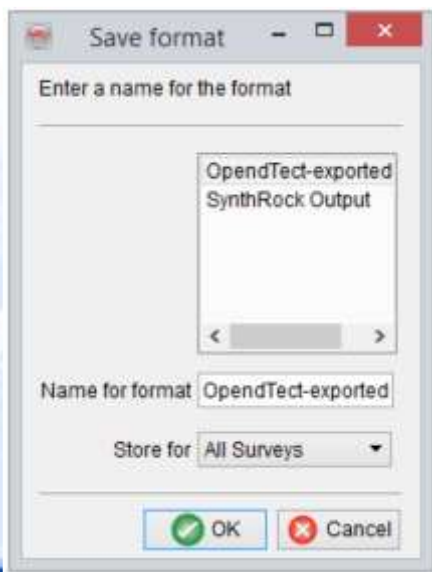 Save format
Enter a name for the format
OpendTect-exported
SynthRock Output
Name for format OpendTect-exported
Store for All Surveys
OK Cancel